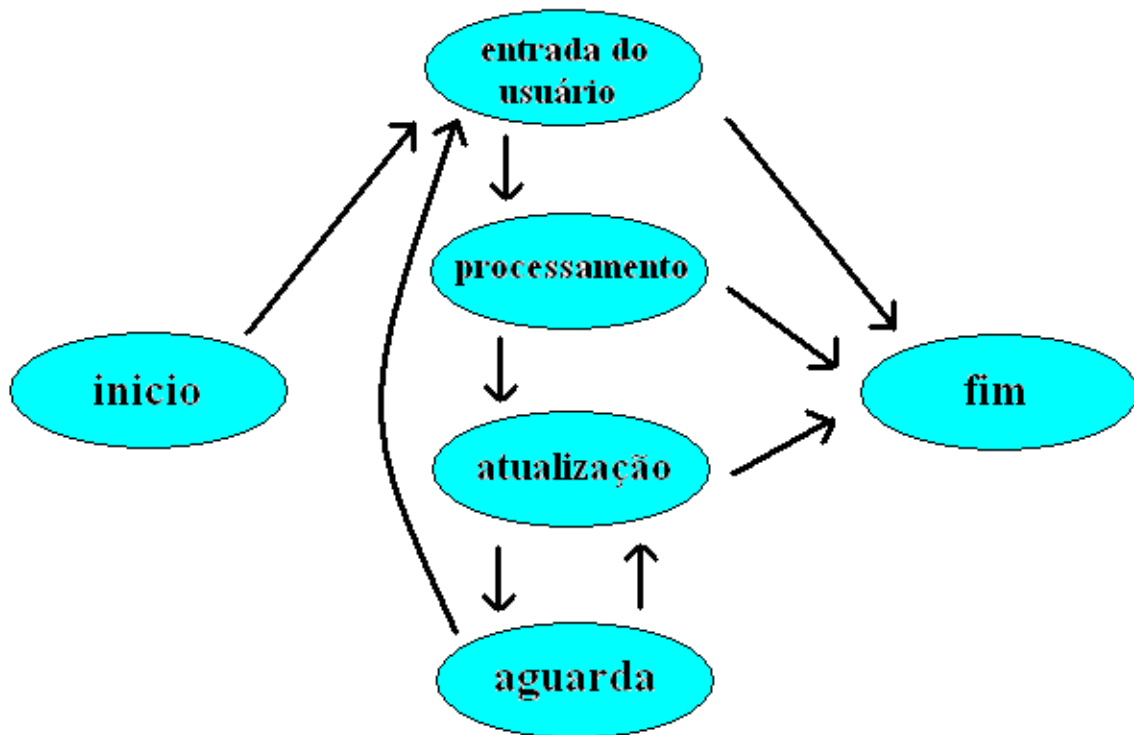 entrada do
usuário
processamento
inicio
fim
atualização
aguarda